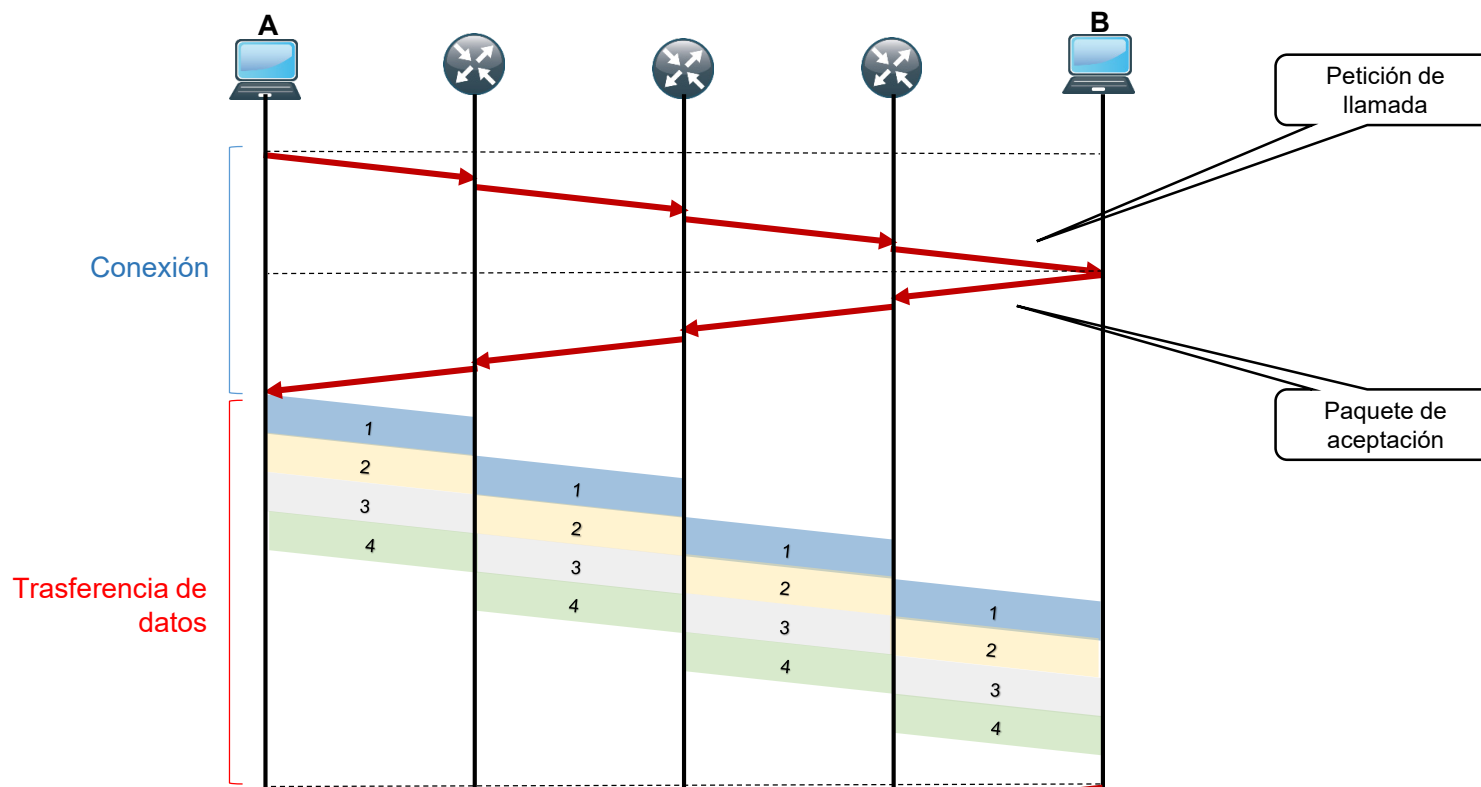 A
B
Petición de
llamada
Conexión
Paquete de
aceptación
Trasferencia de
datos
1
2
3
4
1
2
3
4
1
2
3
4
1
2
3
4